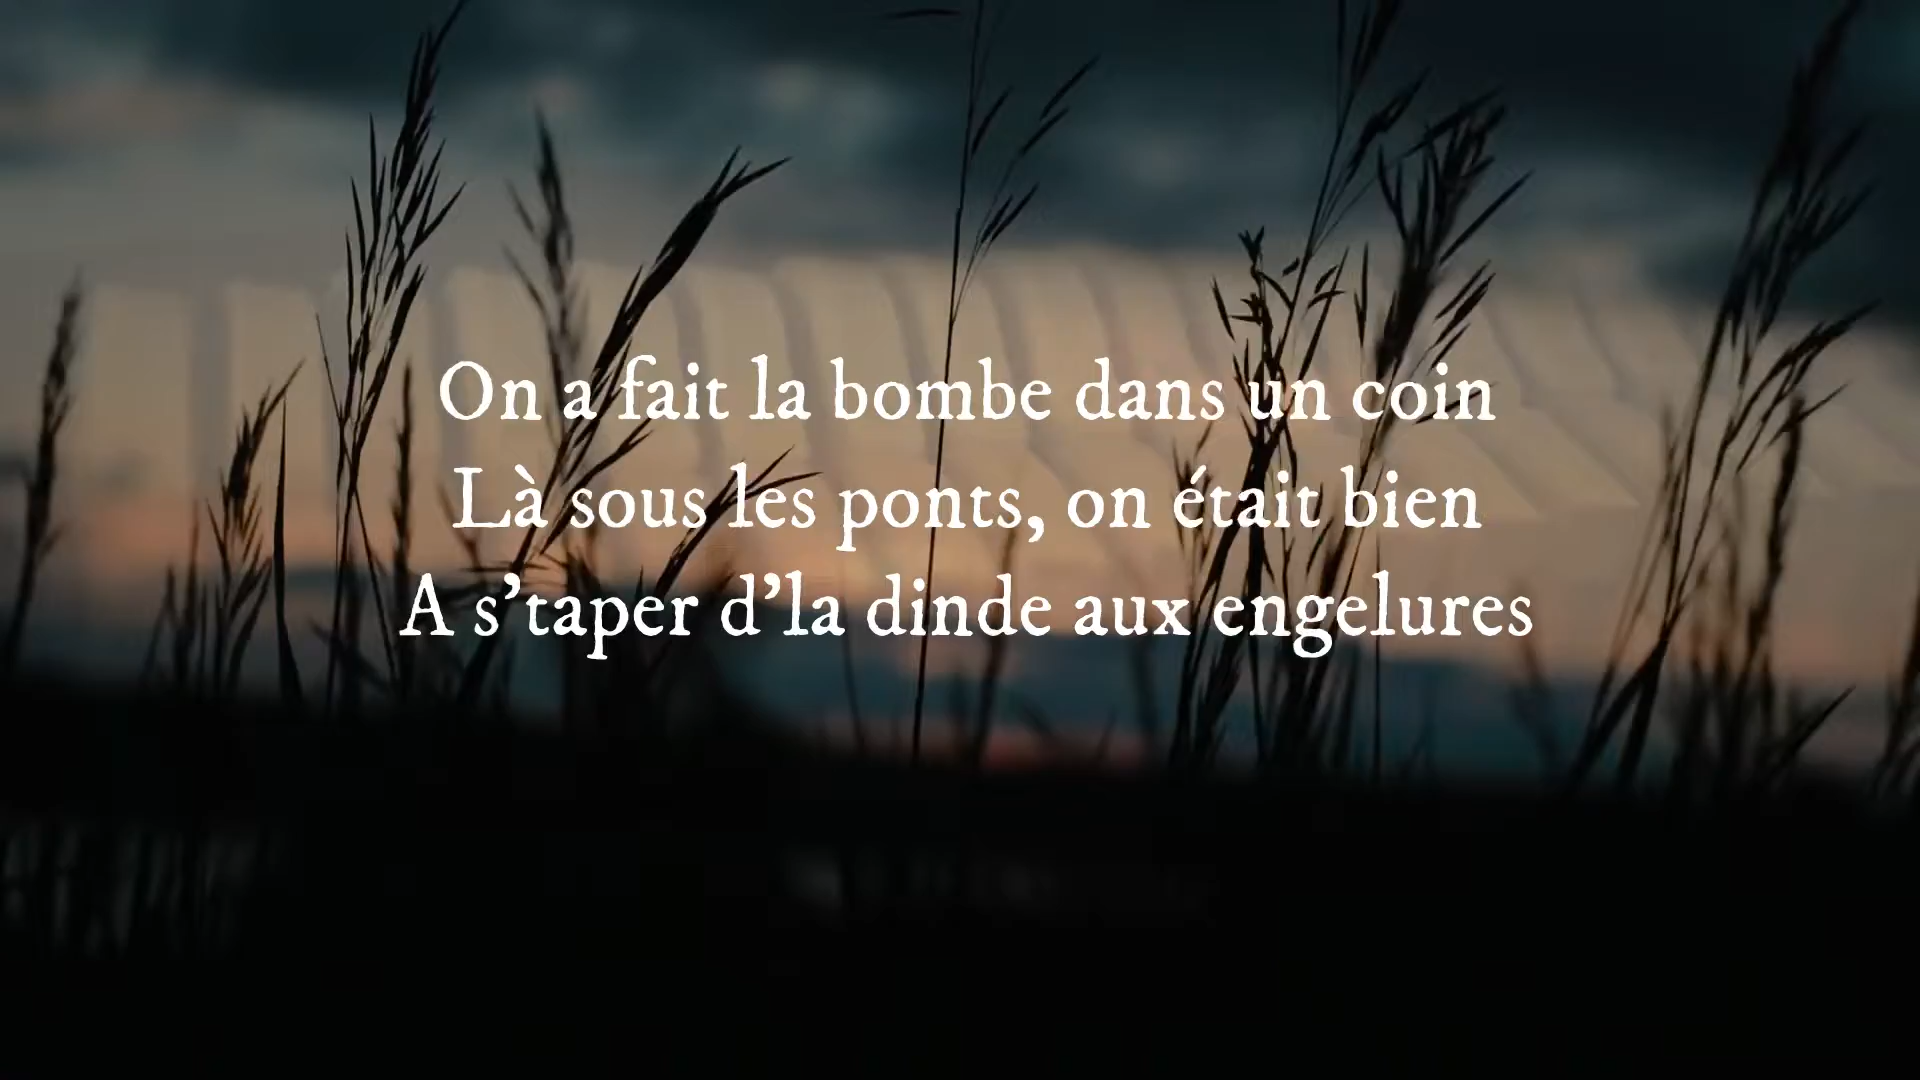 On a fait la bombe dans un coin
Là sous les ponts, on était bien
A s’taper d’la dinde aux engelures